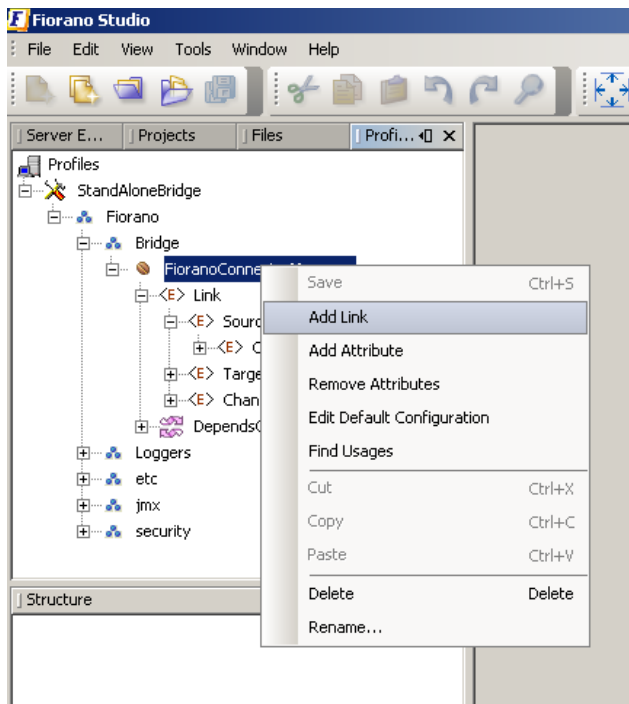 Fiorano Studio
File Edit View Tools Window Help
Server E... Projects Files Profi...
Profiles
StandAloneBridge
Fiorano
Bridge
<E> Link
<E>
<E>
<E>
<E>
Loggers
etc
jmx
security
Save Ctrl+S
Add Link
Add Attribute
Remove Attributes
Edit Default Configuration
Find Usages
Cut Ctrl+X
Copy Ctrl+C
Paste Ctrl+V
Delete Delete
Rename...
Structure